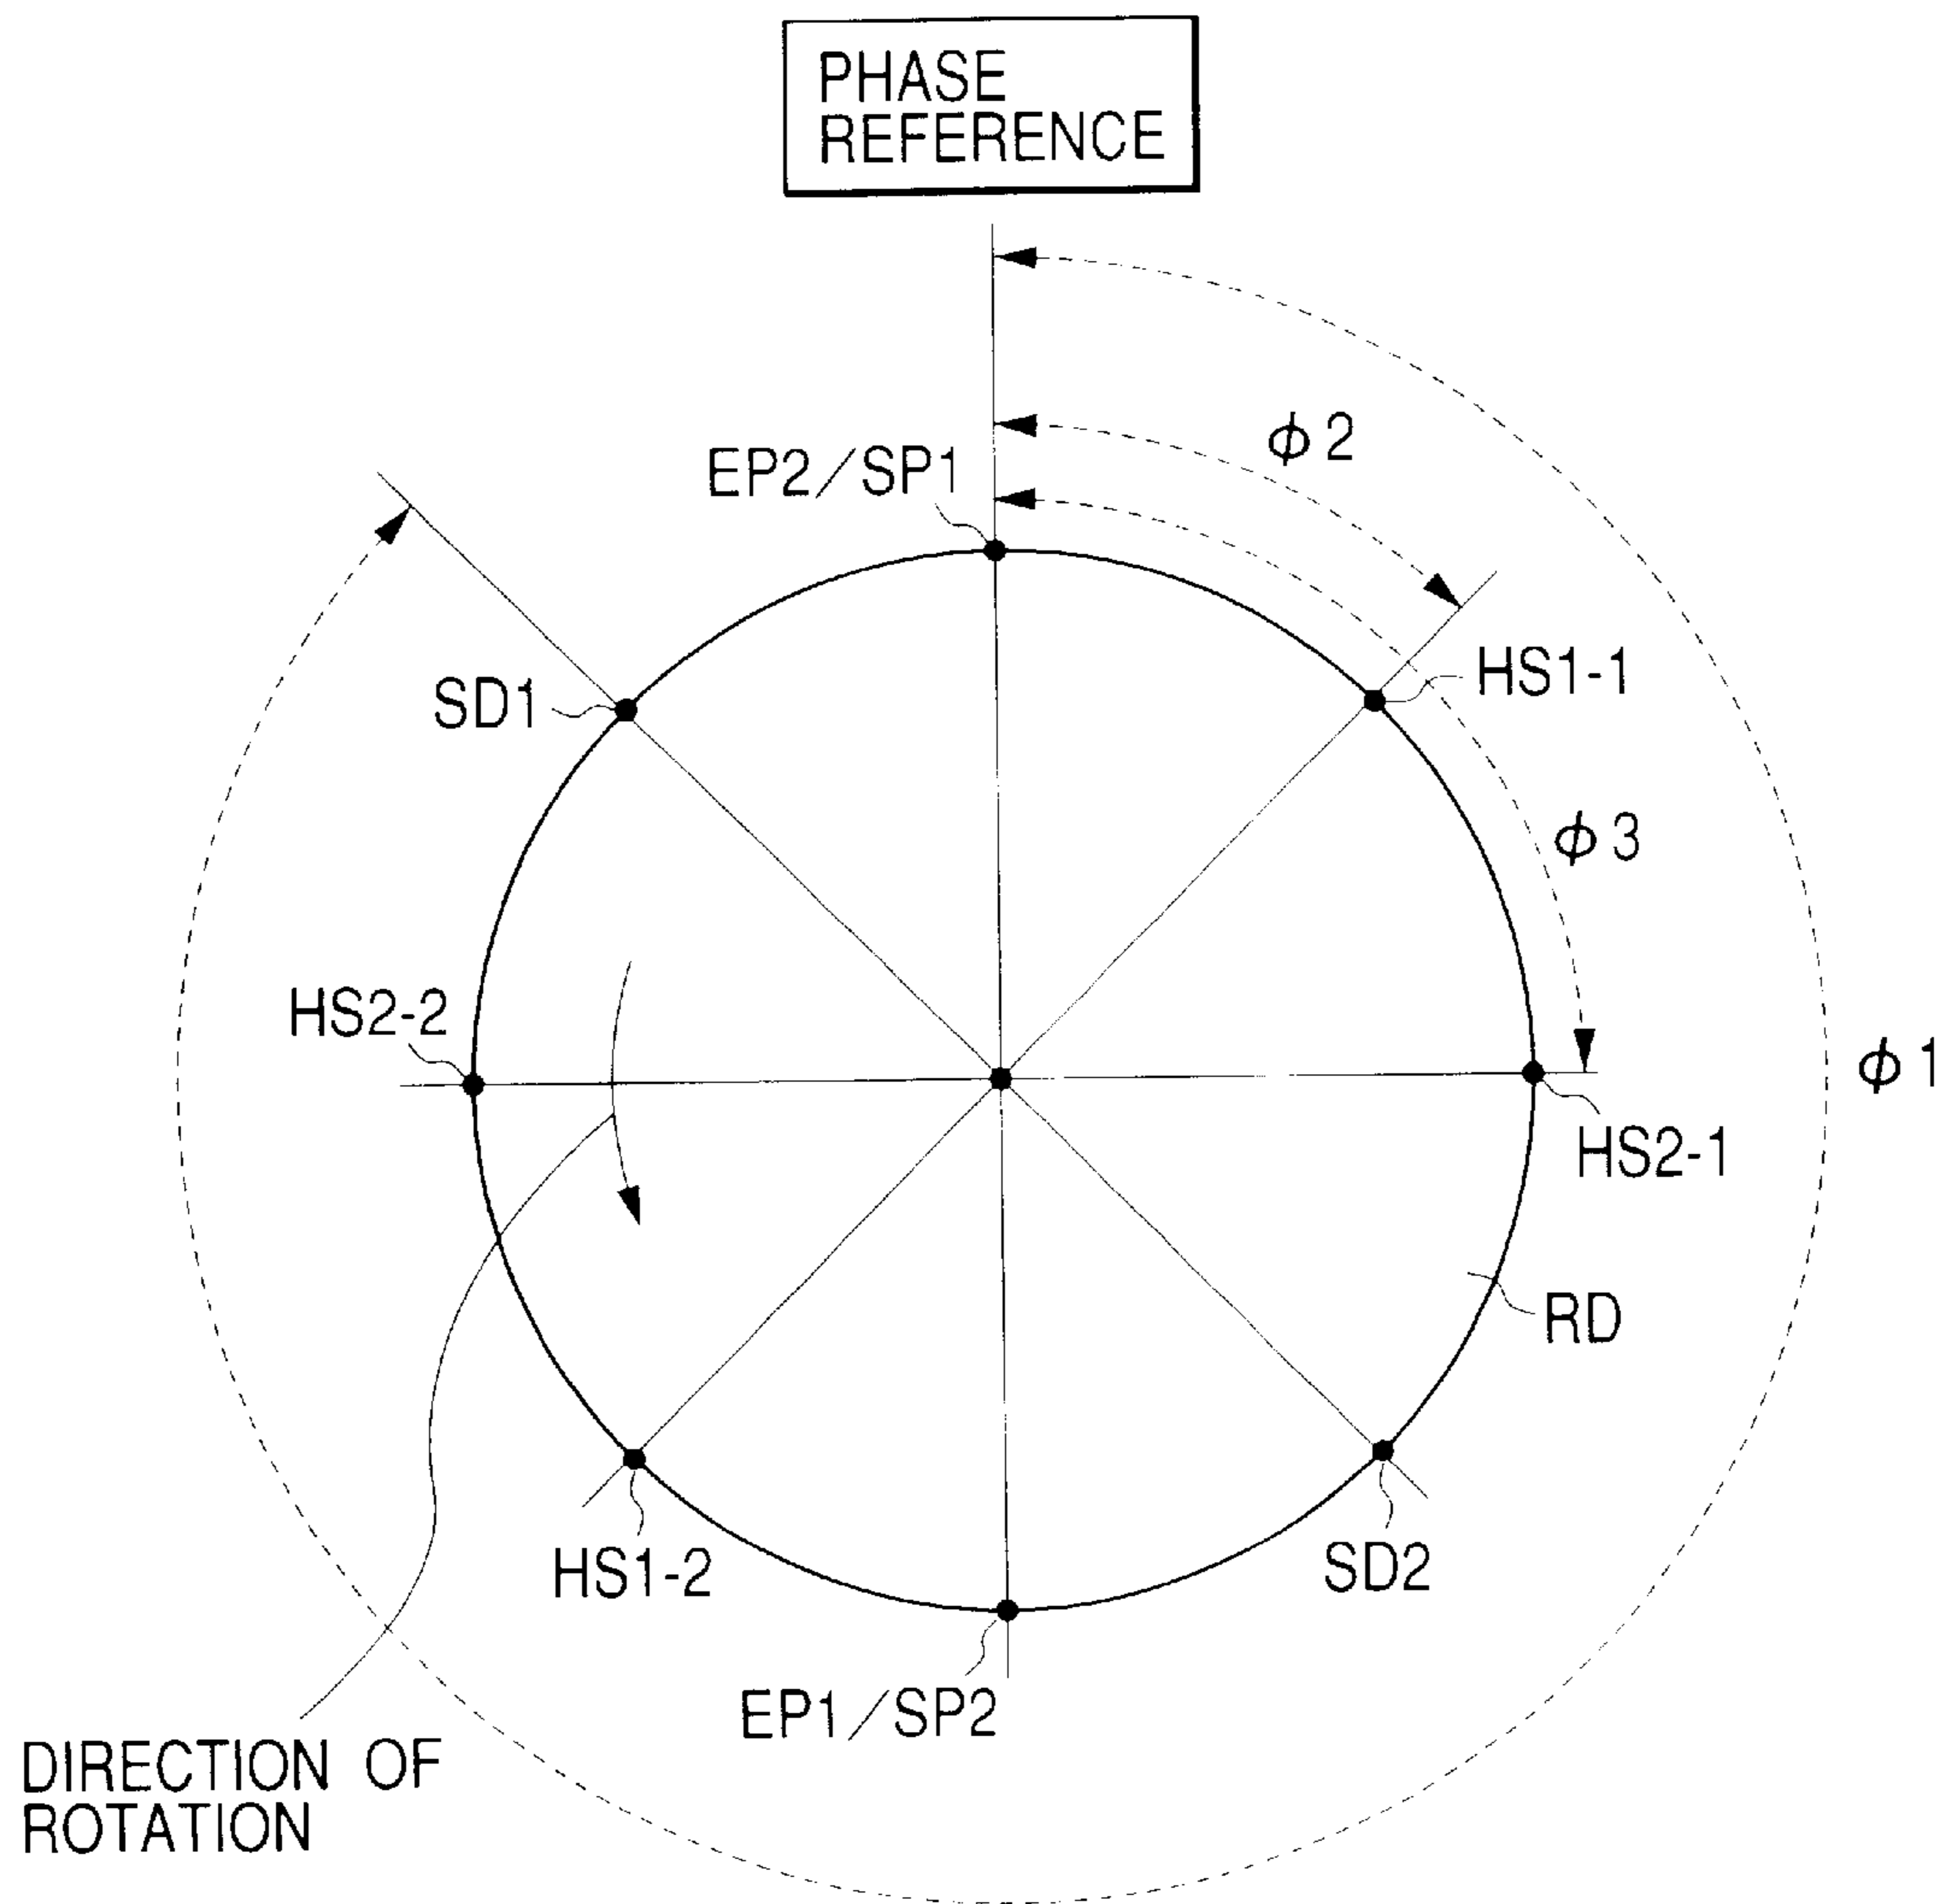 PHASE
REFERENCE
ϕ2
EP2/SP1
HS1-1
SD1
ϕ3
HS2-2
ϕ1
HS2-1
RD
HS1-2
SD2
EP1/SP2
DIRECTION OF
ROTATION